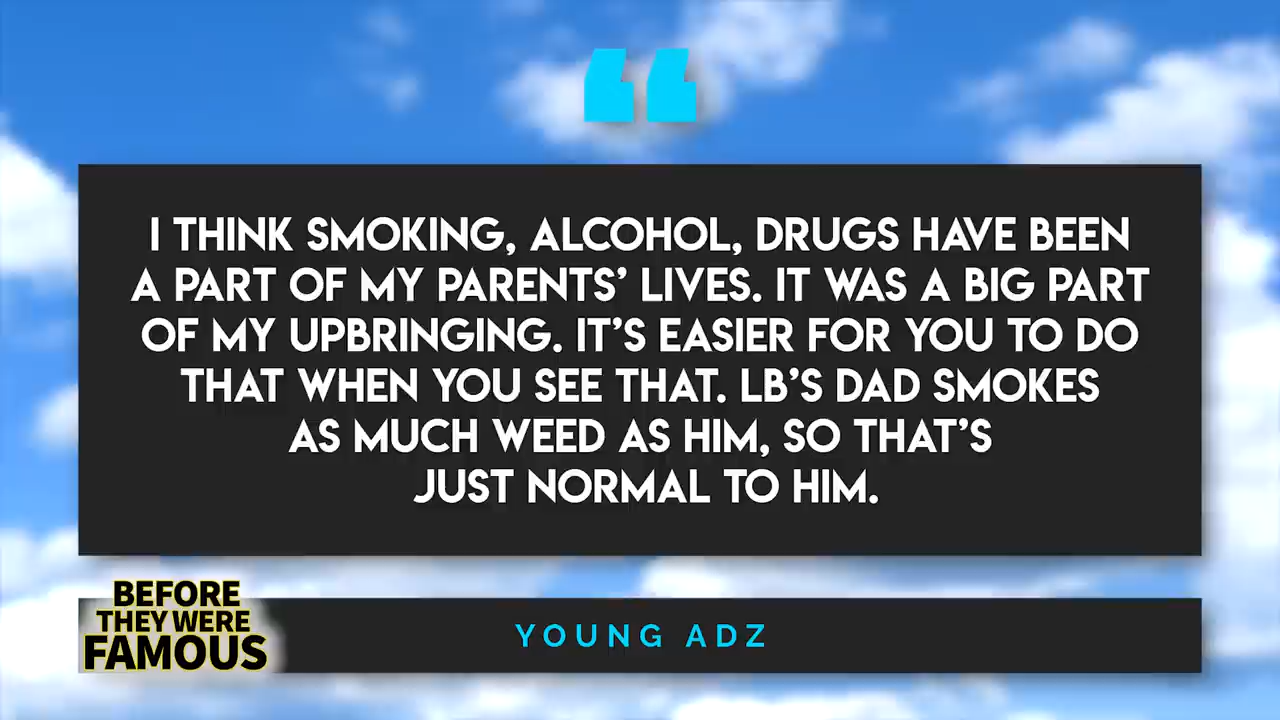 “
I THINK SMOKING, ALCOHOL, DRUGS HAVE BEEN
A PART OF MY PARENTS’ LIVES. IT WAS A BIG PART
OF MY UPBRINGING. IT’S EASIER FOR YOU TO DO
THAT WHEN YOU SEE THAT. LB’S DAD SMOKES
AS MUCH WEED AS HIM, SO THAT’S
JUST NORMAL TO HIM.
BEFORE
THEY WERE
FAMOUS
YOUNG ADZ